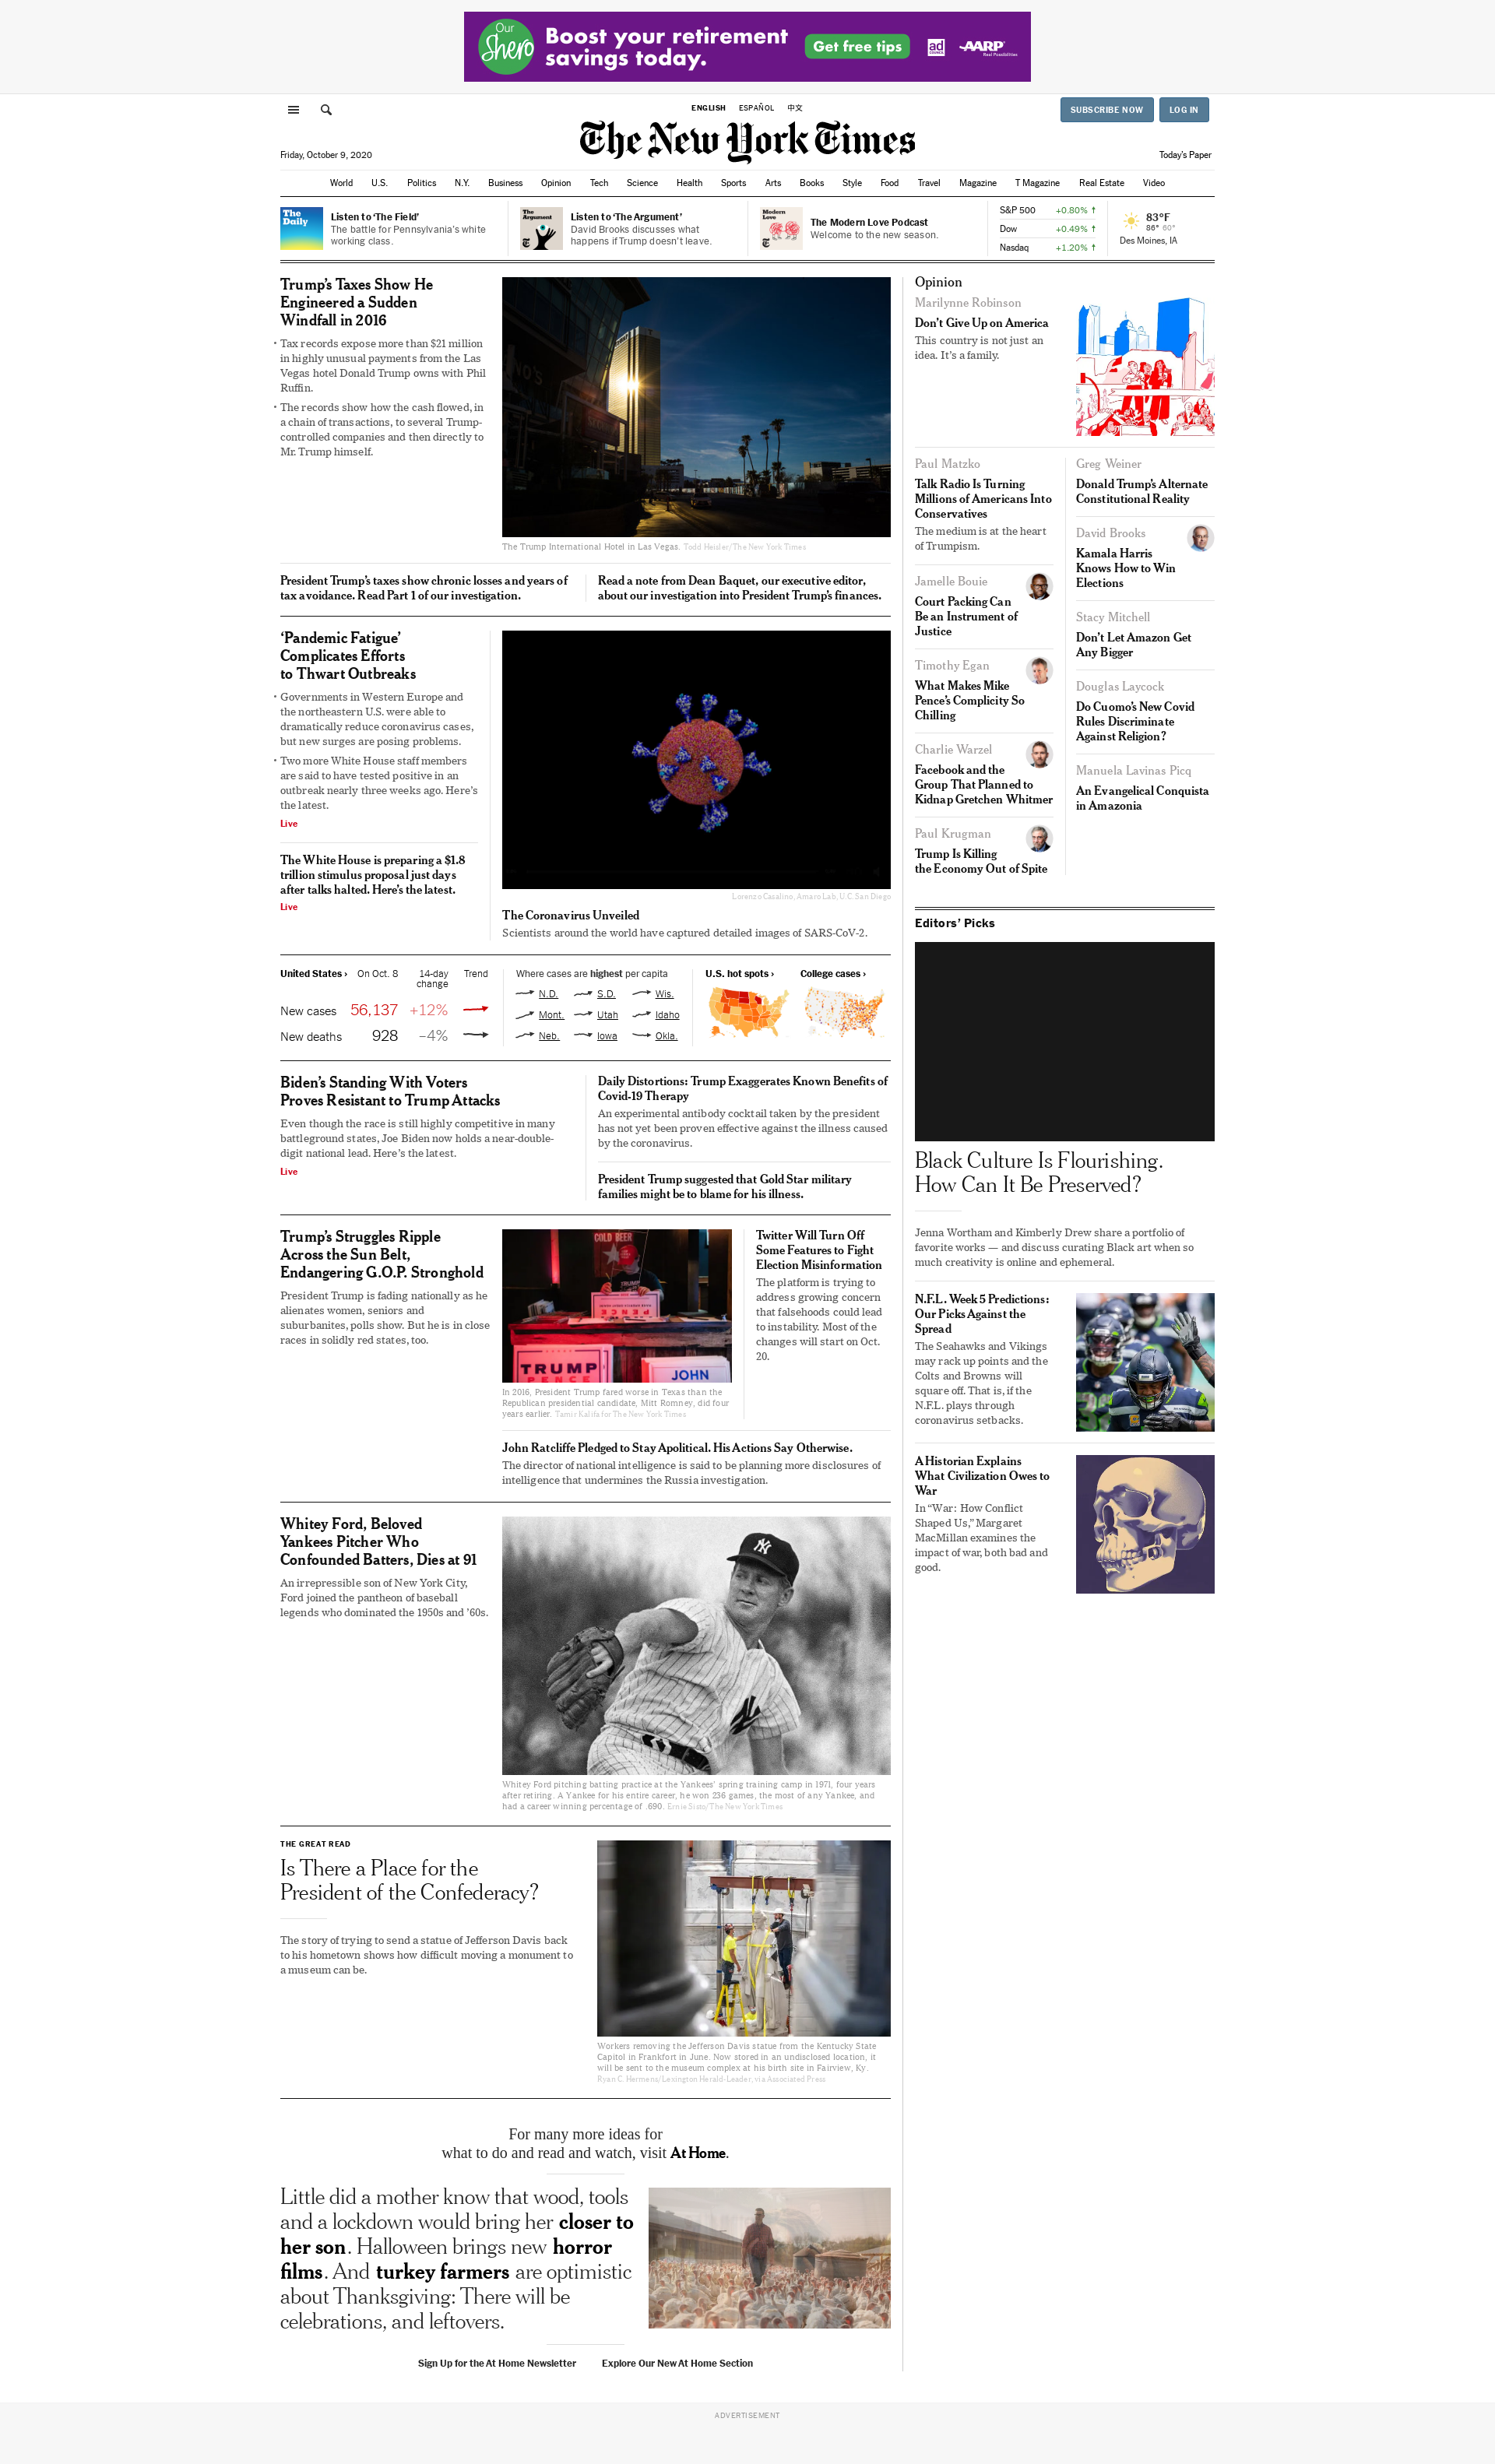 Our
Shero
Boost your retirement
savings today.
Get free tips
ad
AARP
Real Possibilities
ENGLISH ESPAÑOL 中文
SUBSCRIBE NOW LOG IN
The New York Times
Friday, October 9, 2020
Today's Paper
World U.S. Politics N.Y. Business Opinion Tech Science Health Sports Arts Books Style Food Travel Magazine T Magazine Real Estate Video
The
Daily
Listen to ‘The Field’
The battle for Pennsylvania’s white
working class.
The
Argument
Listen to ‘The Argument’
David Brooks discusses what
happens if Trump doesn’t leave.
Modern
Love
The Modern Love Podcast
Welcome to the new season.
S&P 500 +0.80% ↑
Dow +0.49% ↑
Nasdaq +1.20% ↑
83°F
86° 60°
Des Moines, IA
Trump’s Taxes Show He
Engineered a Sudden
Windfall in 2016
• Tax records expose more than $21 million
in highly unusual payments from the Las
Vegas hotel Donald Trump owns with Phil
Ruffin.
• The records show how the cash flowed, in
a chain of transactions, to several Trump-
controlled companies and then directly to
Mr. Trump himself.
The Trump International Hotel in Las Vegas. Todd Heisler/The New York Times
President Trump’s taxes show chronic losses and years of
tax avoidance. Read Part 1 of our investigation.
Read a note from Dean Baquet, our executive editor,
about our investigation into President Trump’s finances.
‘Pandemic Fatigue’
Complicates Efforts
to Thwart Outbreaks
• Governments in Western Europe and
the northeastern U.S. were able to
dramatically reduce coronavirus cases,
but new surges are posing problems.
• Two more White House staff members
are said to have tested positive in an
outbreak nearly three weeks ago. Here’s
the latest.
Live
The White House is preparing a $1.8
trillion stimulus proposal just days
after talks halted. Here’s the latest.
Live
Lorenzo Casalino, Amaro Lab, U.C. San Diego
The Coronavirus Unveiled
Scientists around the world have captured detailed images of SARS-CoV-2.
United States › On Oct. 8 14-day
change Trend
New cases 56,137 +12%
New deaths 928 –4%
Where cases are highest per capita
N.D. S.D. Wis.
Mont. Utah Idaho
Neb. Iowa Okla.
U.S. hot spots › College cases ›
Biden’s Standing With Voters
Proves Resistant to Trump Attacks
Even though the race is still highly competitive in many
battleground states, Joe Biden now holds a near-double-
digit national lead. Here’s the latest.
Live
Daily Distortions: Trump Exaggerates Known Benefits of
Covid-19 Therapy
An experimental antibody cocktail taken by the president
has not yet been proven effective against the illness caused
by the coronavirus.
President Trump suggested that Gold Star military
families might be to blame for his illness.
Trump’s Struggles Ripple
Across the Sun Belt,
Endangering G.O.P. Stronghold
President Trump is fading nationally as he
alienates women, seniors and
suburbanites, polls show. But he is in close
races in solidly red states, too.
COLD BEER
TRUMP
PENCE
TRUMP
PENCE
JOHN
In 2016, President Trump fared worse in Texas than the
Republican presidential candidate, Mitt Romney, did four
years earlier. Tamir Kalifa for The New York Times
Twitter Will Turn Off
Some Features to Fight
Election Misinformation
The platform is trying to
address growing concern
that falsehoods could lead
to instability. Most of the
changes will start on Oct.
20.
John Ratcliffe Pledged to Stay Apolitical. His Actions Say Otherwise.
The director of national intelligence is said to be planning more disclosures of
intelligence that undermines the Russia investigation.
Whitey Ford, Beloved
Yankees Pitcher Who
Confounded Batters, Dies at 91
An irrepressible son of New York City,
Ford joined the pantheon of baseball
legends who dominated the 1950s and ’60s.
Whitey Ford pitching batting practice at the Yankees’ spring training camp in 1971, four years
after retiring. A Yankee for his entire career, he won 236 games, the most of any Yankee, and
had a career winning percentage of .690. Ernie Sisto/The New York Times
THE GREAT READ
Is There a Place for the
President of the Confederacy?
The story of trying to send a statue of Jefferson Davis back
to his hometown shows how difficult moving a monument to
a museum can be.
Workers removing the Jefferson Davis statue from the Kentucky State
Capitol in Frankfort in June. Now stored in an undisclosed location, it
will be sent to the museum complex at his birth site in Fairview, Ky.
Ryan C. Hermens/Lexington Herald-Leader, via Associated Press
For many more ideas for
what to do and read and watch, visit At Home.
Little did a mother know that wood, tools
and a lockdown would bring her closer to
her son. Halloween brings new horror
films. And turkey farmers are optimistic
about Thanksgiving: There will be
celebrations, and leftovers.
Sign Up for the At Home Newsletter Explore Our New At Home Section
Opinion
Marilynne Robinson
Don’t Give Up on America
This country is not just an
idea. It’s a family.
Paul Matzko
Talk Radio Is Turning
Millions of Americans Into
Conservatives
The medium is at the heart
of Trumpism.
Jamelle Bouie
Court Packing Can
Be an Instrument of
Justice
Timothy Egan
What Makes Mike
Pence’s Complicity So
Chilling
Charlie Warzel
Facebook and the
Group That Planned to
Kidnap Gretchen Whitmer
Paul Krugman
Trump Is Killing
the Economy Out of Spite
Greg Weiner
Donald Trump’s Alternate
Constitutional Reality
David Brooks
Kamala Harris
Knows How to Win
Elections
Stacy Mitchell
Don’t Let Amazon Get
Any Bigger
Douglas Laycock
Do Cuomo’s New Covid
Rules Discriminate
Against Religion?
Manuela Lavinas Picq
An Evangelical Conquista
in Amazonia
Editors’ Picks
Black Culture Is Flourishing.
How Can It Be Preserved?
Jenna Wortham and Kimberly Drew share a portfolio of
favorite works — and discuss curating Black art when so
much creativity is online and ephemeral.
N.F.L. Week 5 Predictions:
Our Picks Against the
Spread
The Seahawks and Vikings
may rack up points and the
Colts and Browns will
square off. That is, if the
N.F.L. plays through
coronavirus setbacks.
A Historian Explains
What Civilization Owes to
War
In “War: How Conflict
Shaped Us,” Margaret
MacMillan examines the
impact of war, both bad and
good.
ADVERTISEMENT